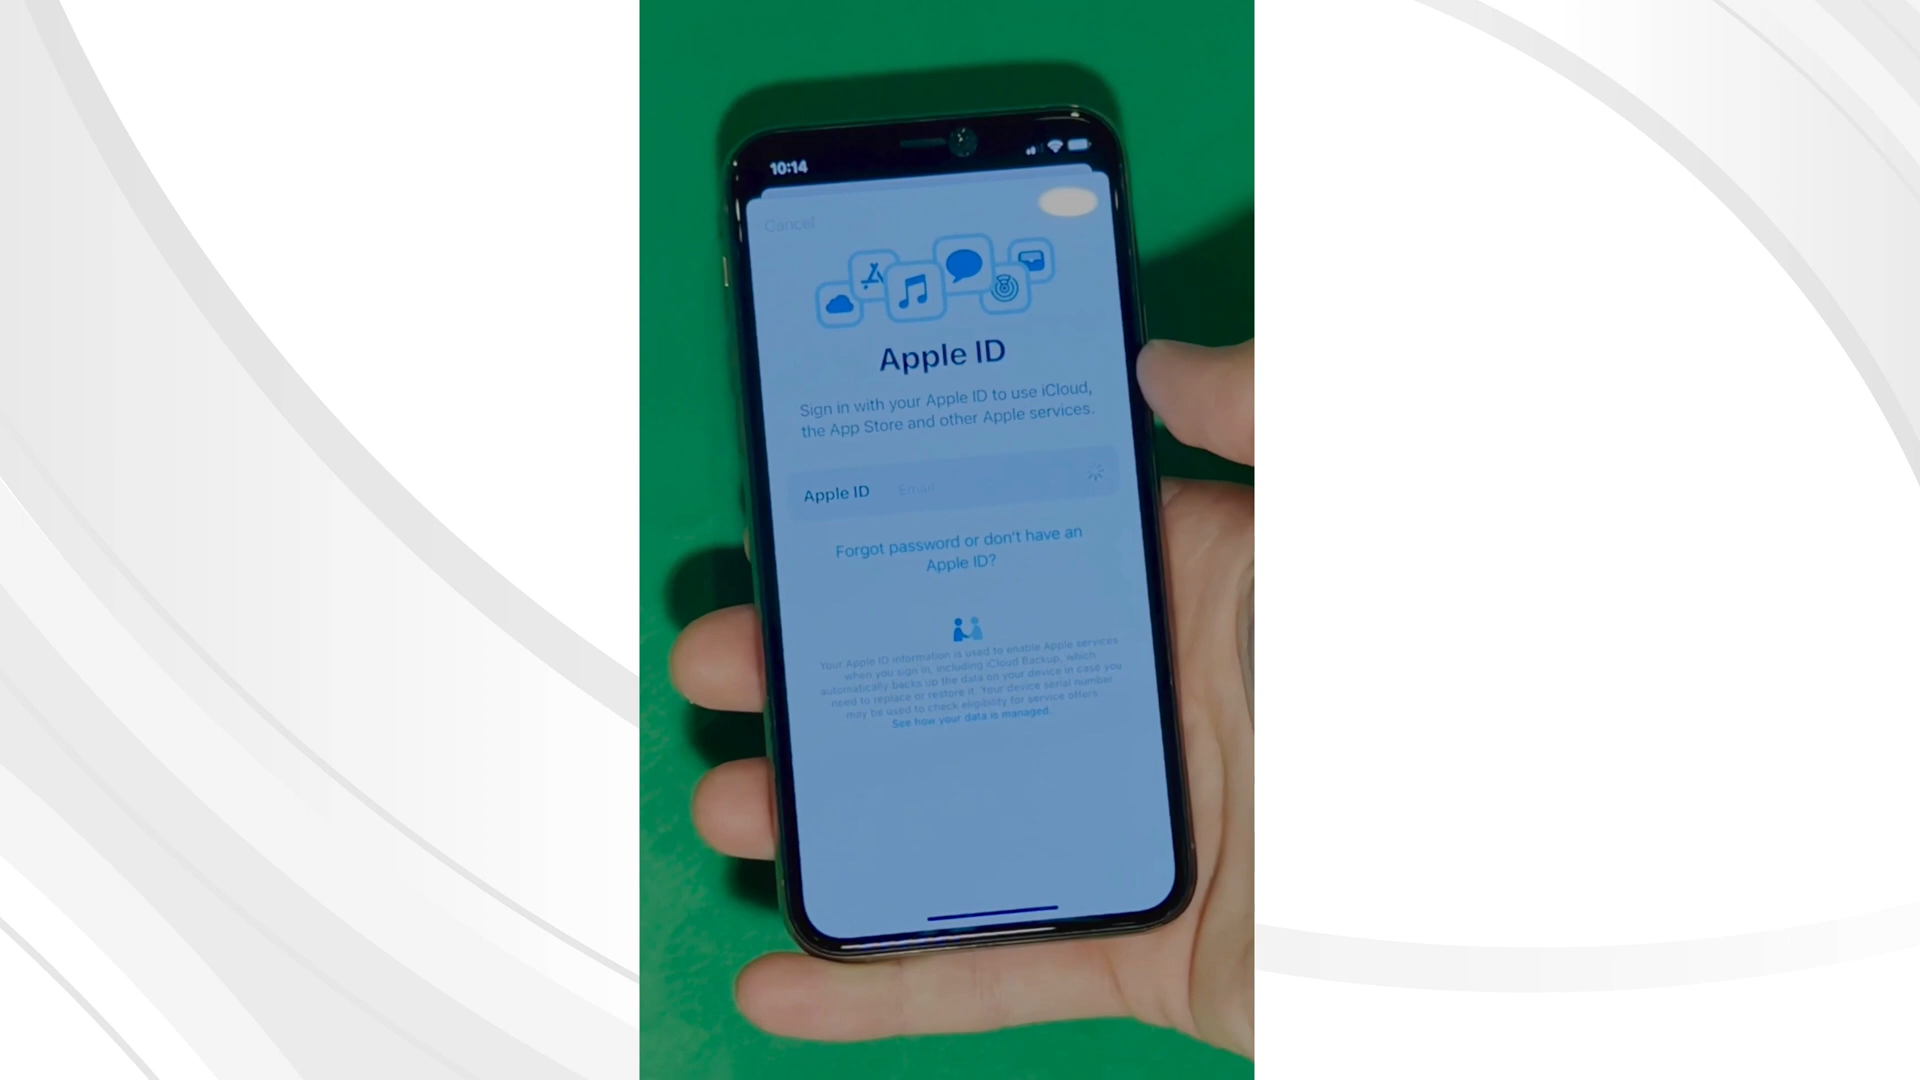 10:14
Cancel
Apple ID
Sign in with your Apple ID to use iCloud,
the App Store and other Apple services.
Apple ID Email
Forgot password or don't have an
Apple ID?
Your Apple ID information is used to enable Apple services
when you sign in, including iCloud Backup, which
automatically backs up the data on your device in case you
need to replace or restore it. Your device serial number
may be used to check eligibility for service offers.
See how your data is managed.